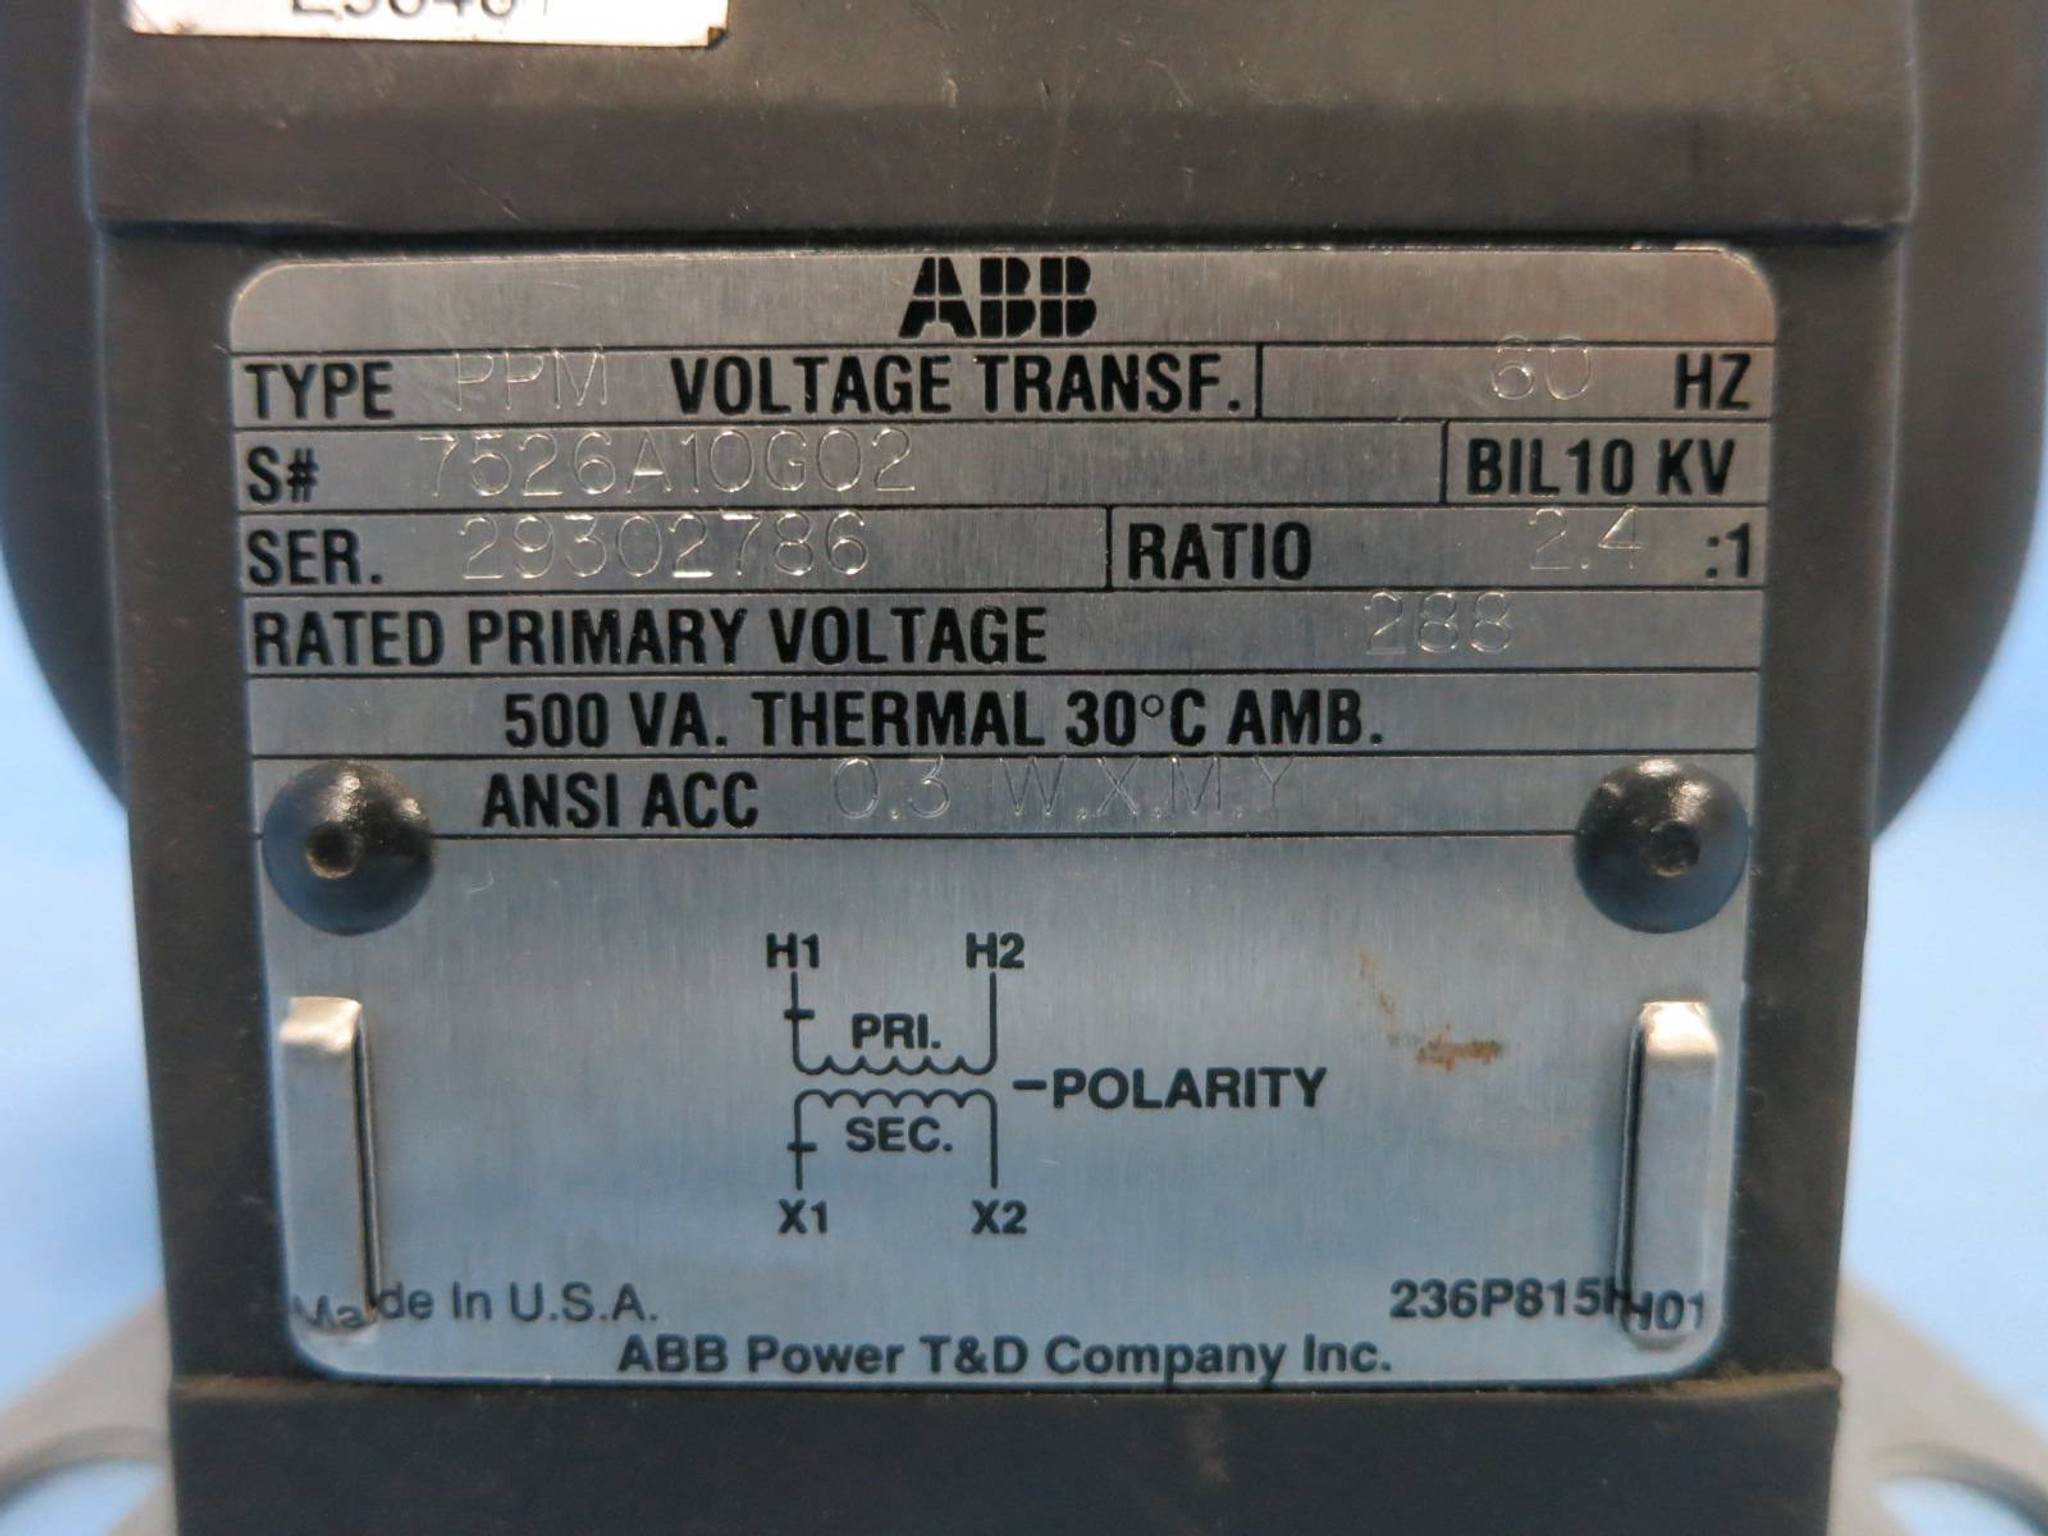 ABB
TYPE PPM VOLTAGE TRANSF. 60 HZ
S# 7526A10G02 BIL10 KV
SER. 29302786 RATIO 2.4 :1
RATED PRIMARY VOLTAGE 288
500 VA. THERMAL 30°C AMB.
ANSI ACC 0.3 W.X.M.Y
H1 H2
PRI.
-POLARITY
SEC.
X1 X2
Made In U.S.A. 236P815H01
ABB Power T&D Company Inc.